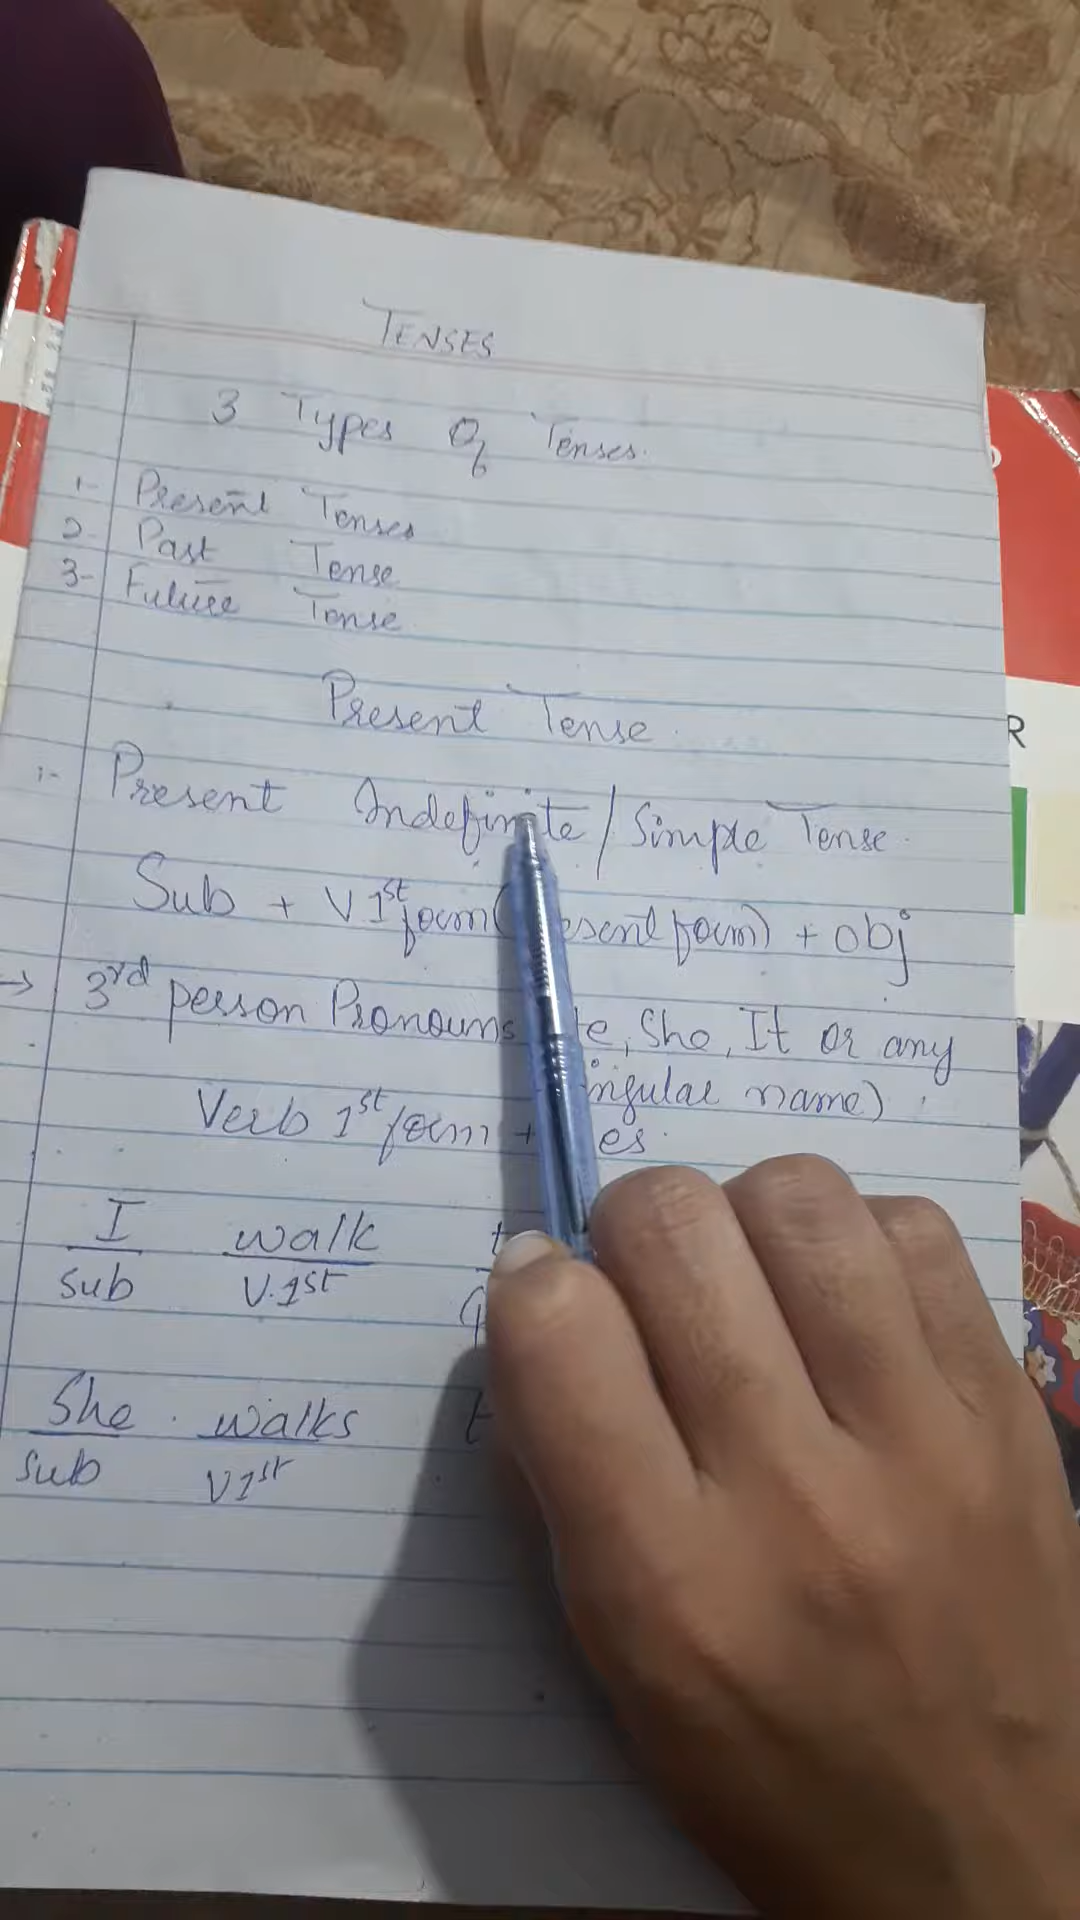 TENSES
3 Types Of Tenses.
1- Present Tenses
2- Past Tense
3- Future Tense
Present Tense
1- Present Indefinite / Simple Tense.
Sub + V 1st form ( form) + obj
→ 3rd person Pronouns She, It or any
name)
Verb 1st form + es.
I walk
sub V.1st
She walks
sub V1st
R